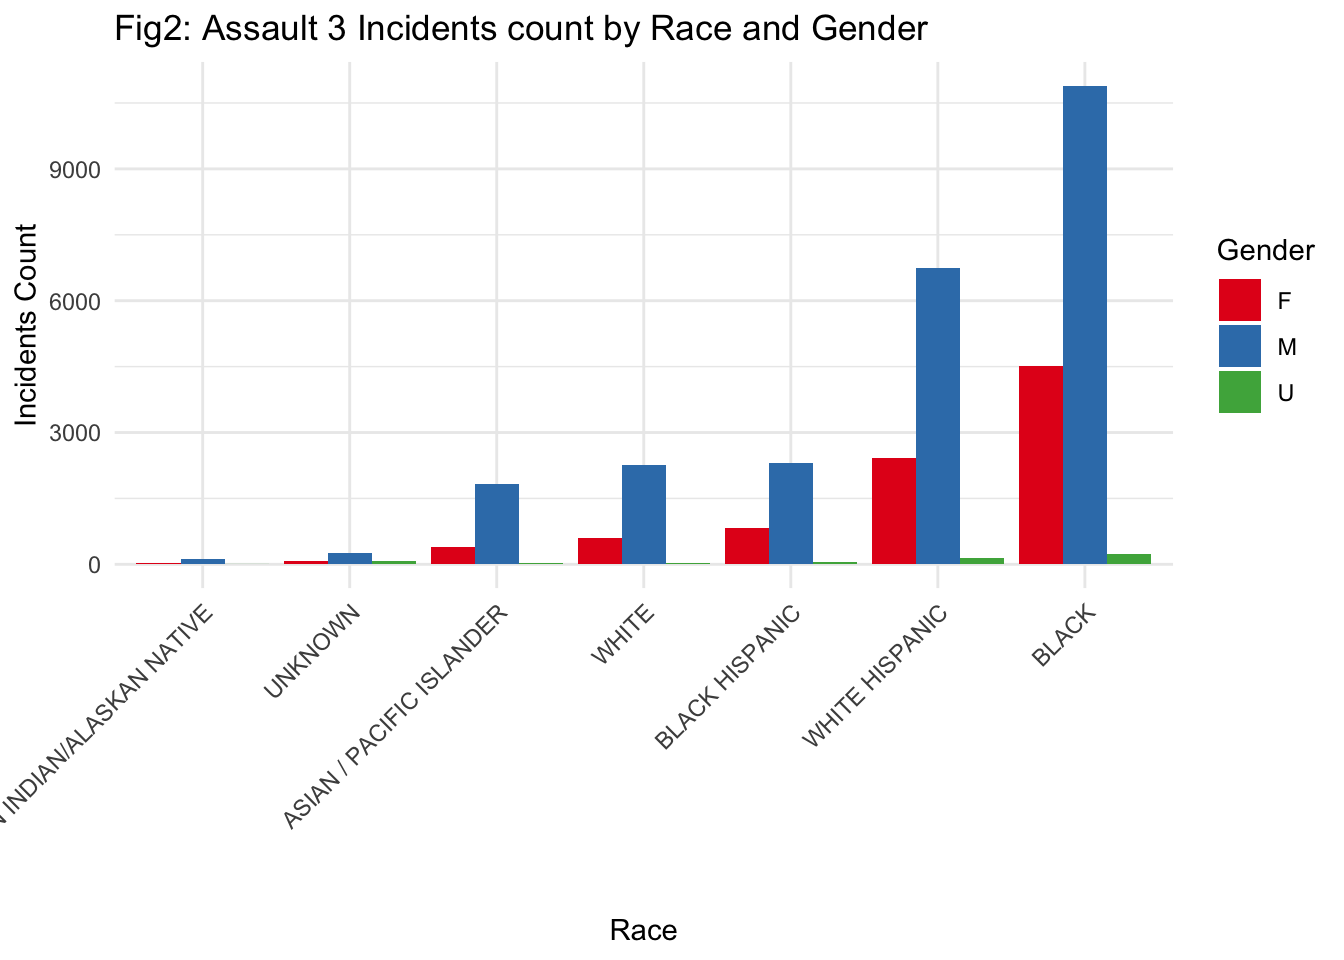 Fig2: Assault 3 Incidents count by Race and Gender
Incidents Count
9000
6000
3000
0
INDIAN/ALASKAN NATIVE
UNKNOWN
ASIAN / PACIFIC ISLANDER
WHITE
BLACK HISPANIC
WHITE HISPANIC
BLACK
Race
Gender
F
M
U